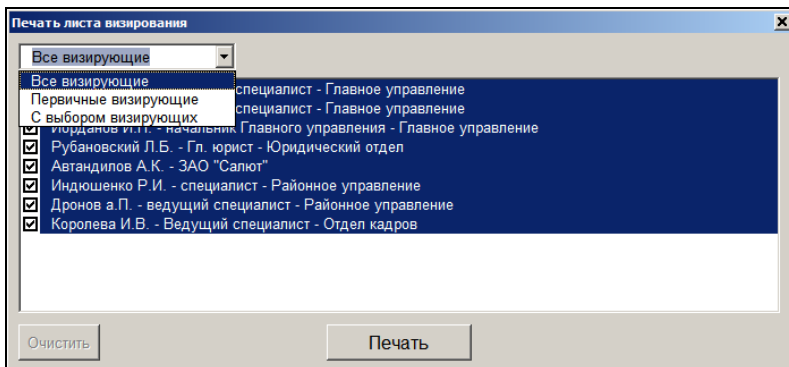 Печать листа визирования
Все визирующие
Все визирующие
Первичные визирующие
С выбором визирующих
специалист - Главное управление
специалист - Главное управление
Иорданов И.П. - начальник Главного управления - Главное управление
Рубановский Л.Б. - Гл. юрист - Юридический отдел
Автандилов А.К. - ЗАО "Салют"
Индюшенко Р.И. - специалист - Районное управление
Дронов а.П. - ведущий специалист - Районное управление
Королева И.В. - Ведущий специалист - Отдел кадров
Очистить
Печать